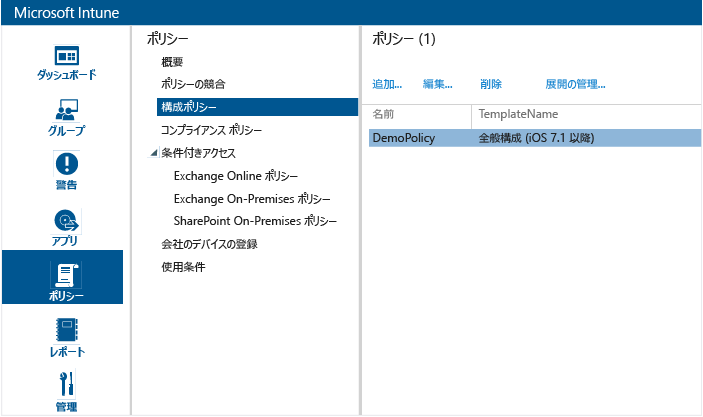 Microsoft Intune
ダッシュボード
グループ
警告
アプリ
ポリシー
レポート
管理
ポリシー
概要
ポリシーの競合
構成ポリシー
コンプライアンス ポリシー
条件付きアクセス
Exchange Online ポリシー
Exchange On-Premises ポリシー
SharePoint On-Premises ポリシー
会社のデバイスの登録
使用条件
ポリシー (1)
追加... 編集... 削除 展開の管理...
名前 TemplateName
DemoPolicy 全般構成 (iOS 7.1 以降)